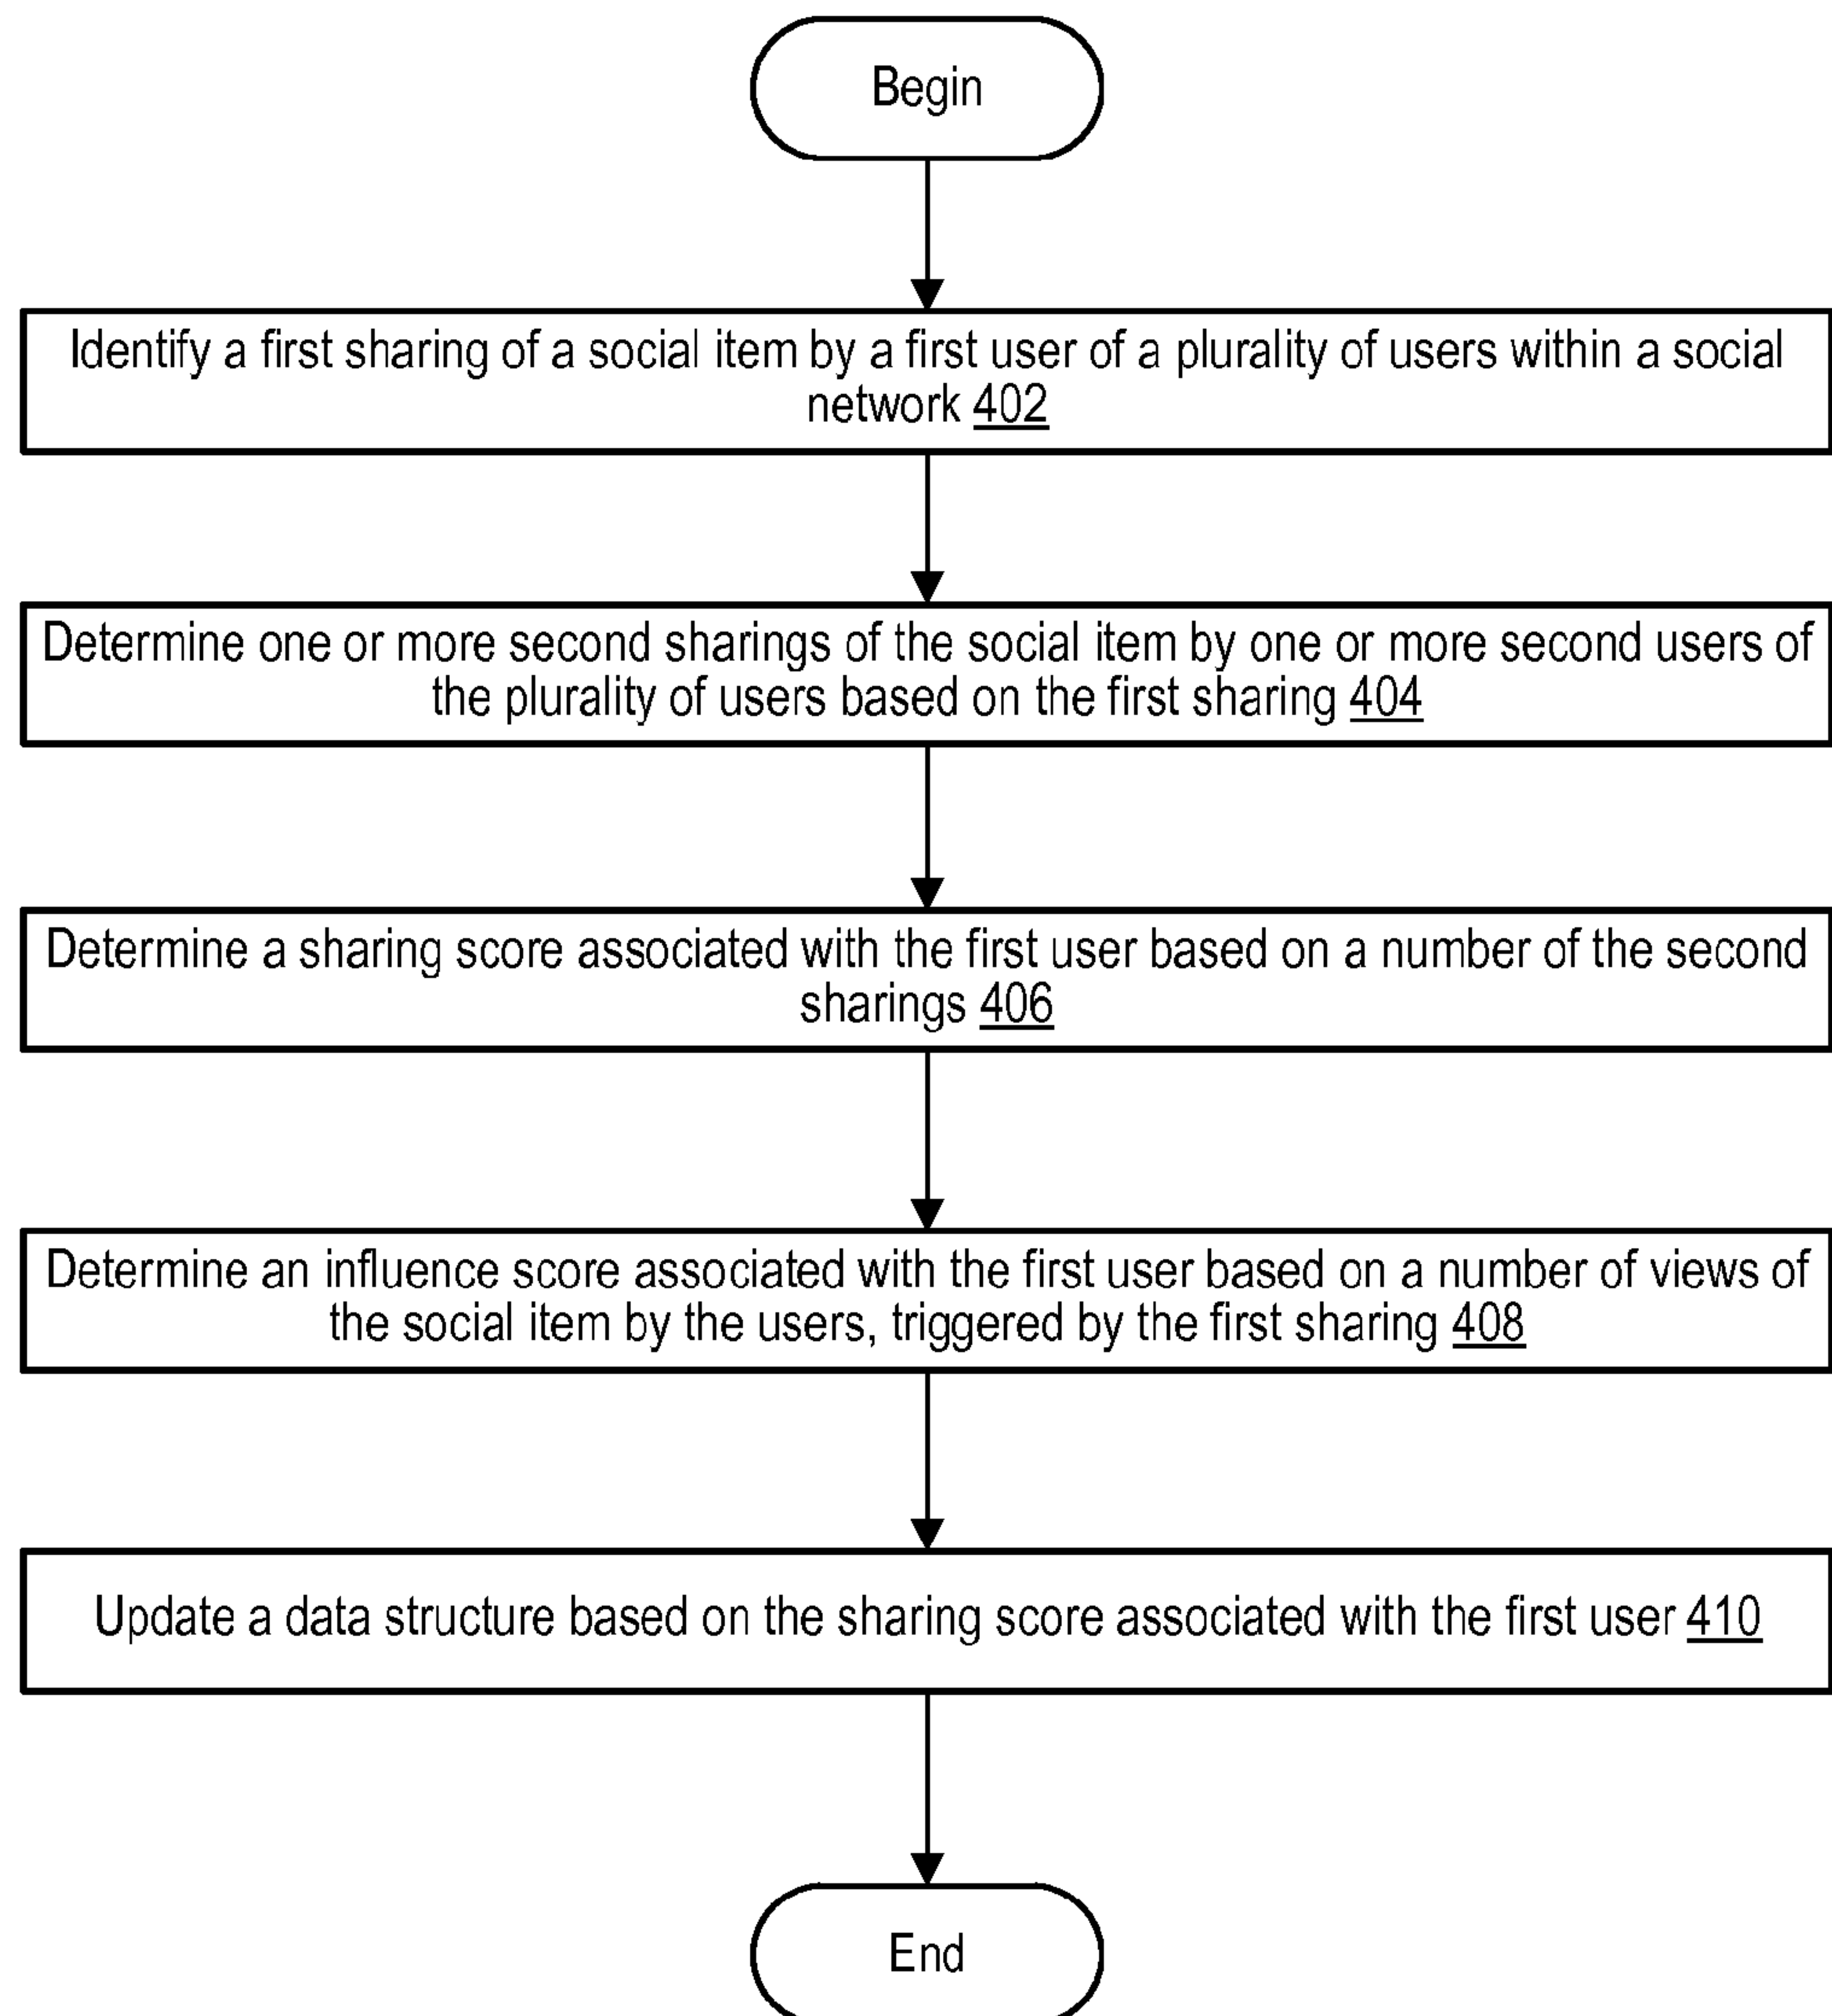 Begin
Identify a first sharing of a social item by a first user of a plurality of users within a social
network 402
Determine one or more second sharings of the social item by one or more second users of
the plurality of users based on the first sharing 404
Determine a sharing score associated with the first user based on a number of the second
sharings 406
Determine an influence score associated with the first user based on a number of views of
the social item by the users, triggered by the first sharing 408
Update a data structure based on the sharing score associated with the first user 410
End